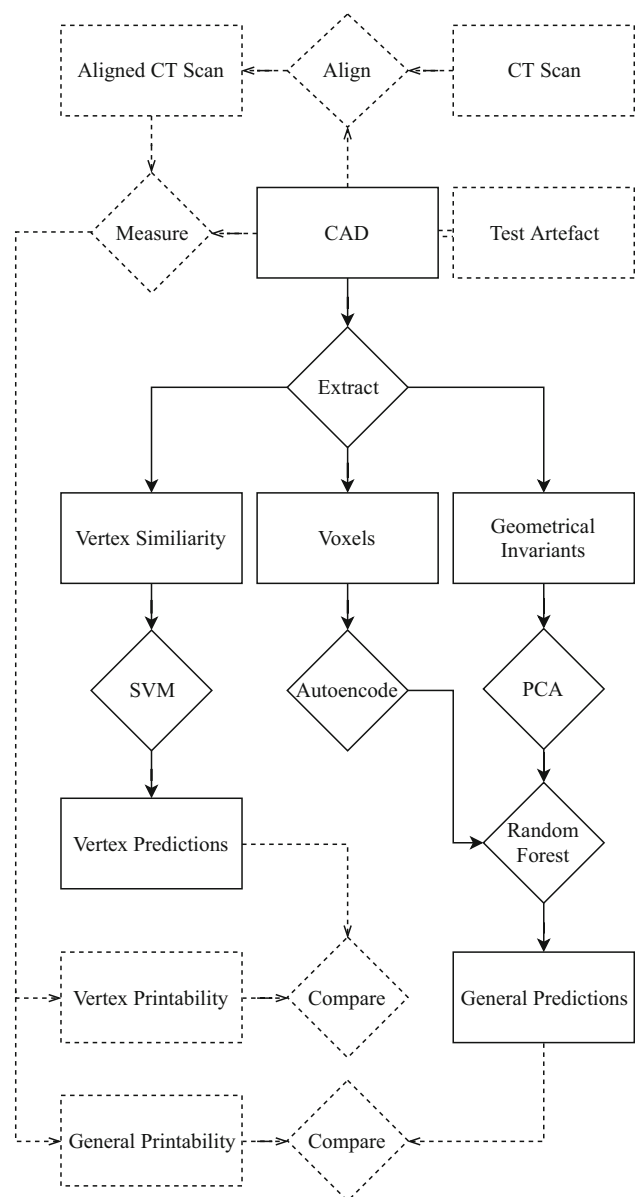 Aligned CT Scan
Align
CT Scan
Measure
CAD
Test Artefact
Extract
Vertex Similiarity
Voxels
Geometrical
Invariants
SVM
Autoencode
PCA
Vertex Predictions
Random
Forest
Vertex Printability
Compare
General Predictions
General Printability
Compare